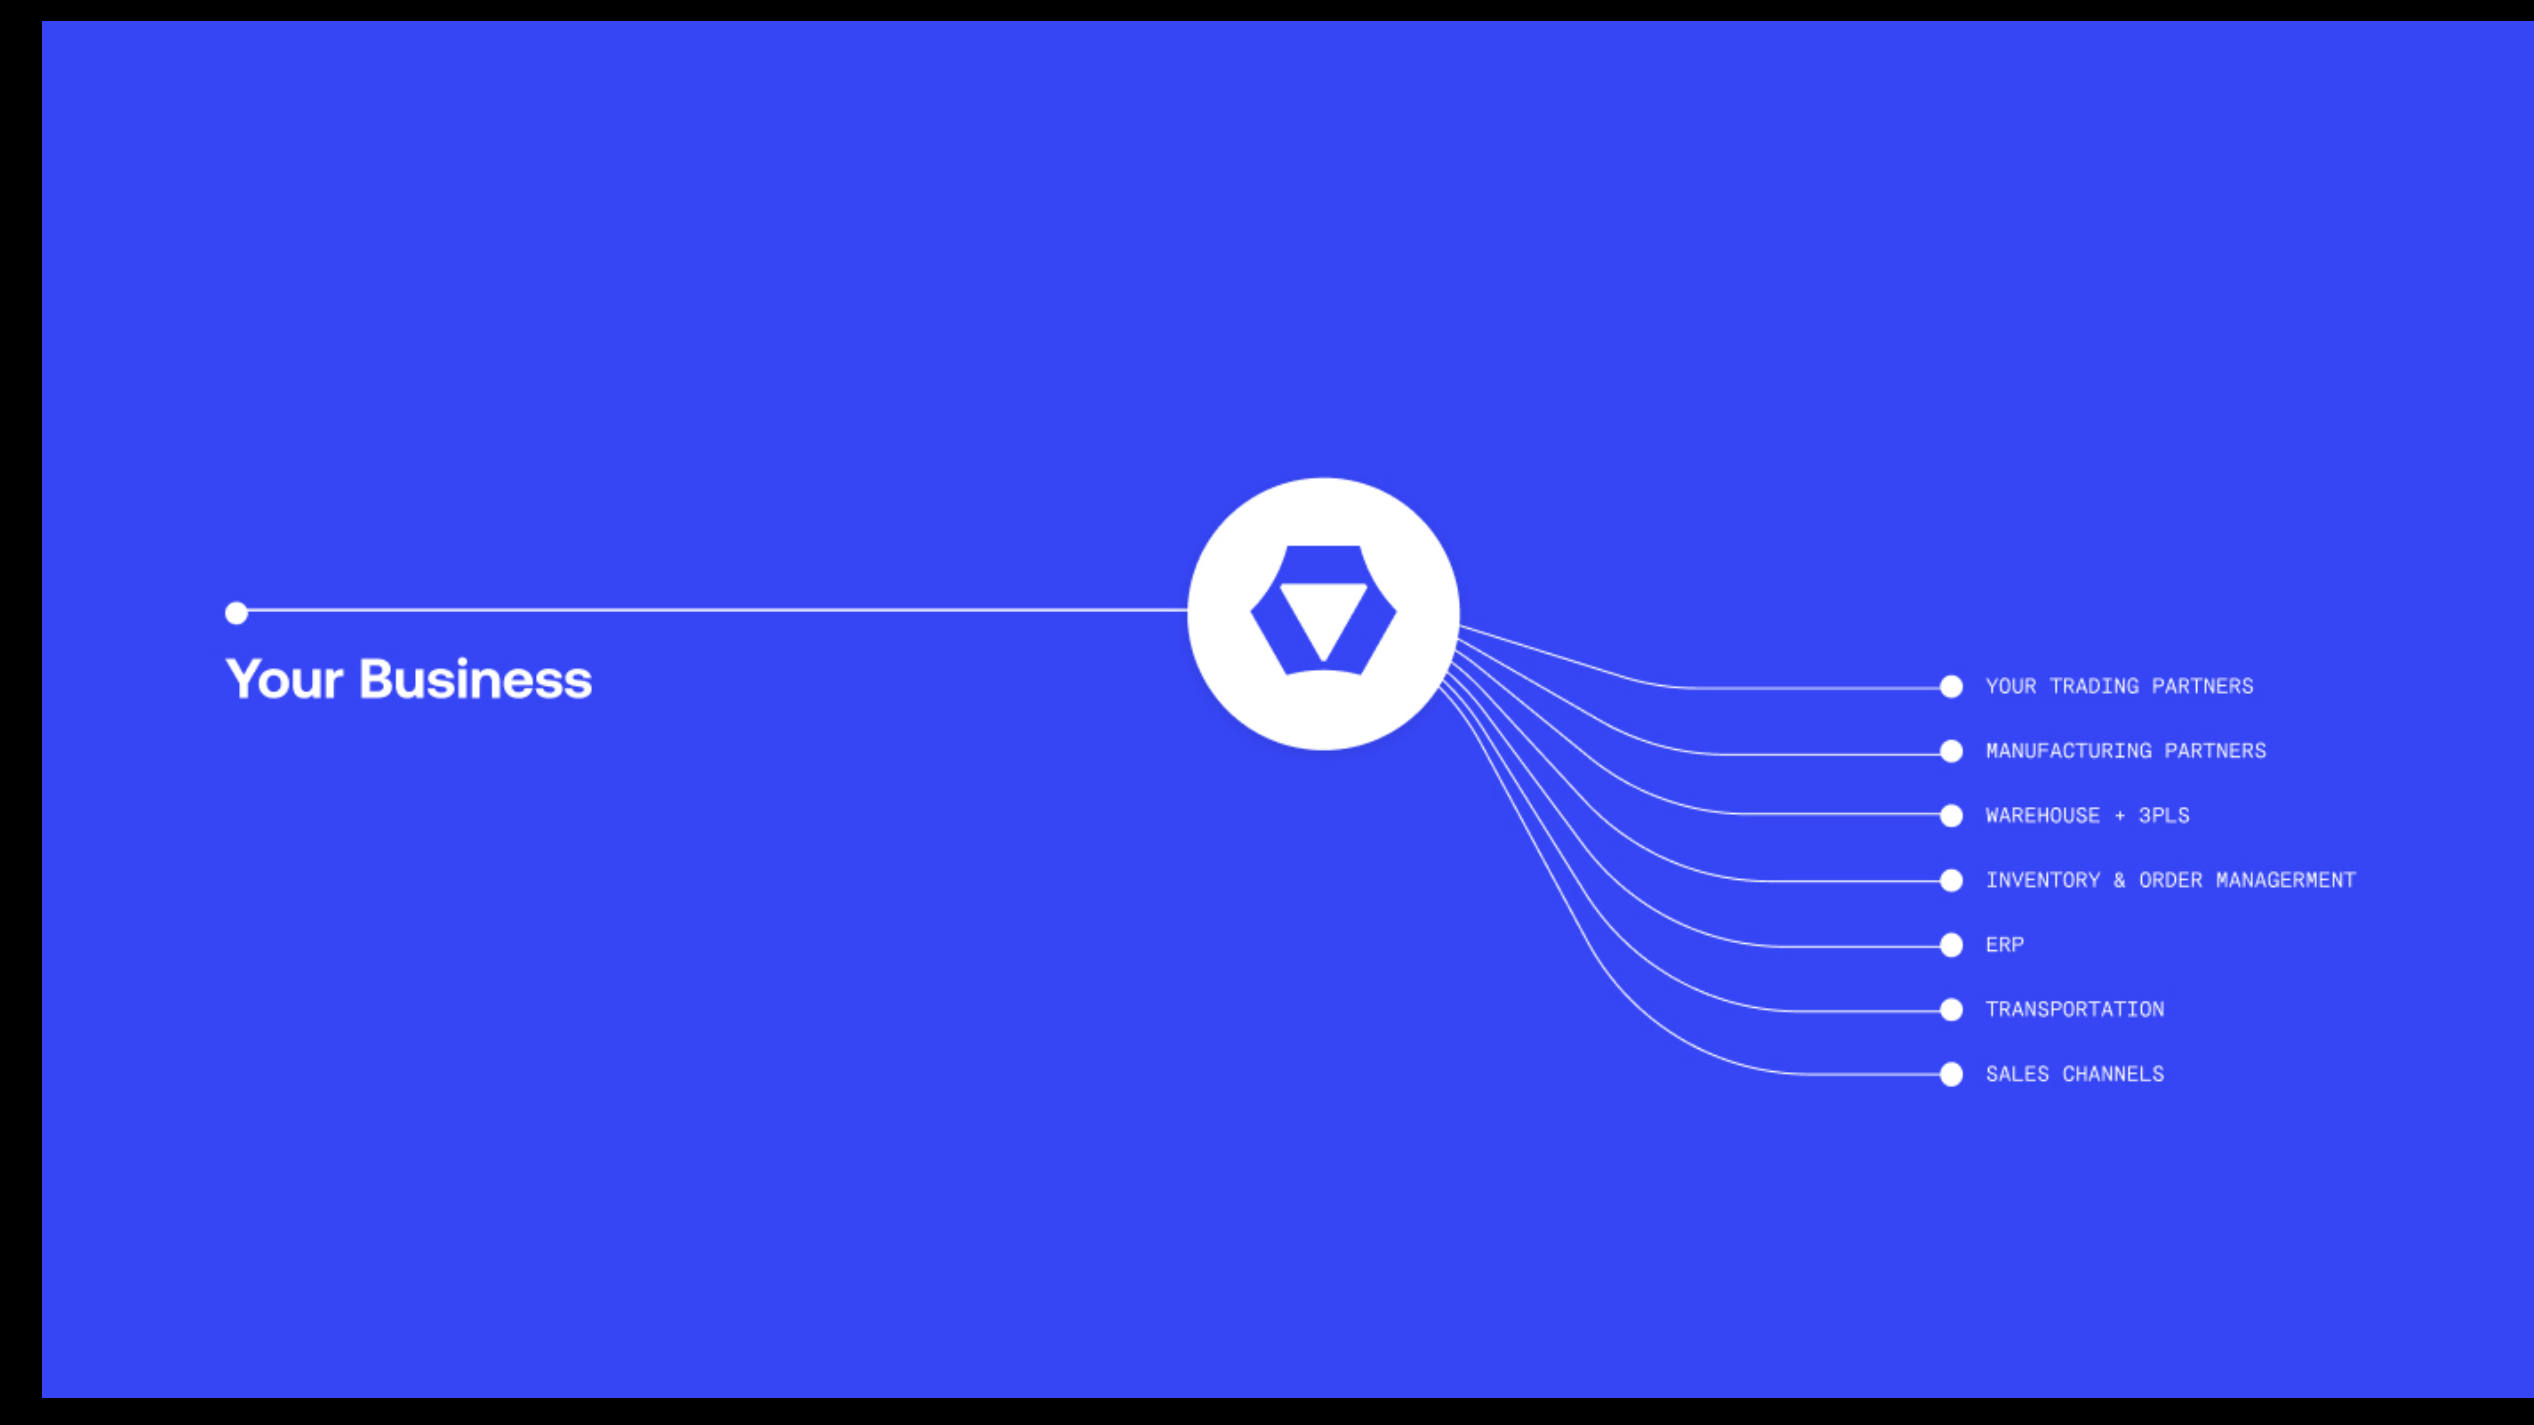 Your Business
YOUR TRADING PARTNERS
MANUFACTURING PARTNERS
WAREHOUSE + 3PLS
INVENTORY & ORDER MANAGERMENT
ERP
TRANSPORTATION
SALES CHANNELS